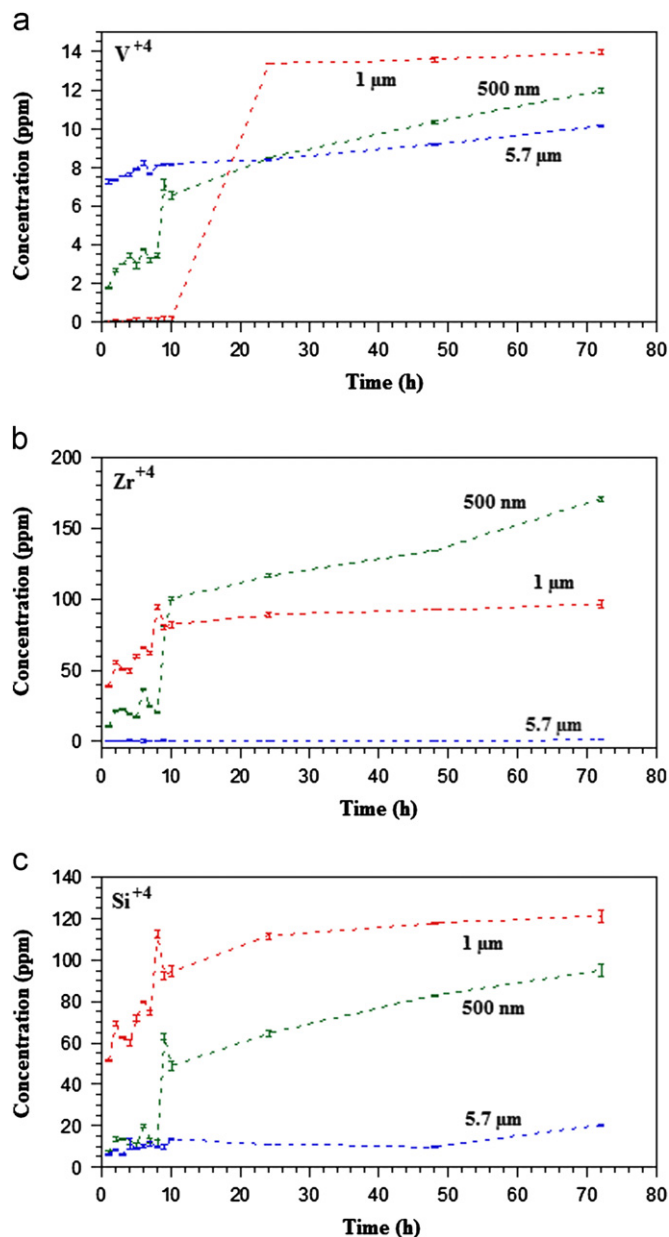 a
V+4
14
12
10
8
6
4
2
0
Concentration (ppm)
1 µm
500 nm
5.7 µm
0 10 20 30 40 50 60 70 80
Time (h)
b
Zr+4
200
150
100
50
0
Concentration (ppm)
500 nm
1 µm
5.7 µm
0 10 20 30 40 50 60 70 80
Time (h)
c
Si+4
140
120
100
80
60
40
20
0
Concentration (ppm)
1 µm
500 nm
5.7 µm
0 10 20 30 40 50 60 70 80
Time (h)